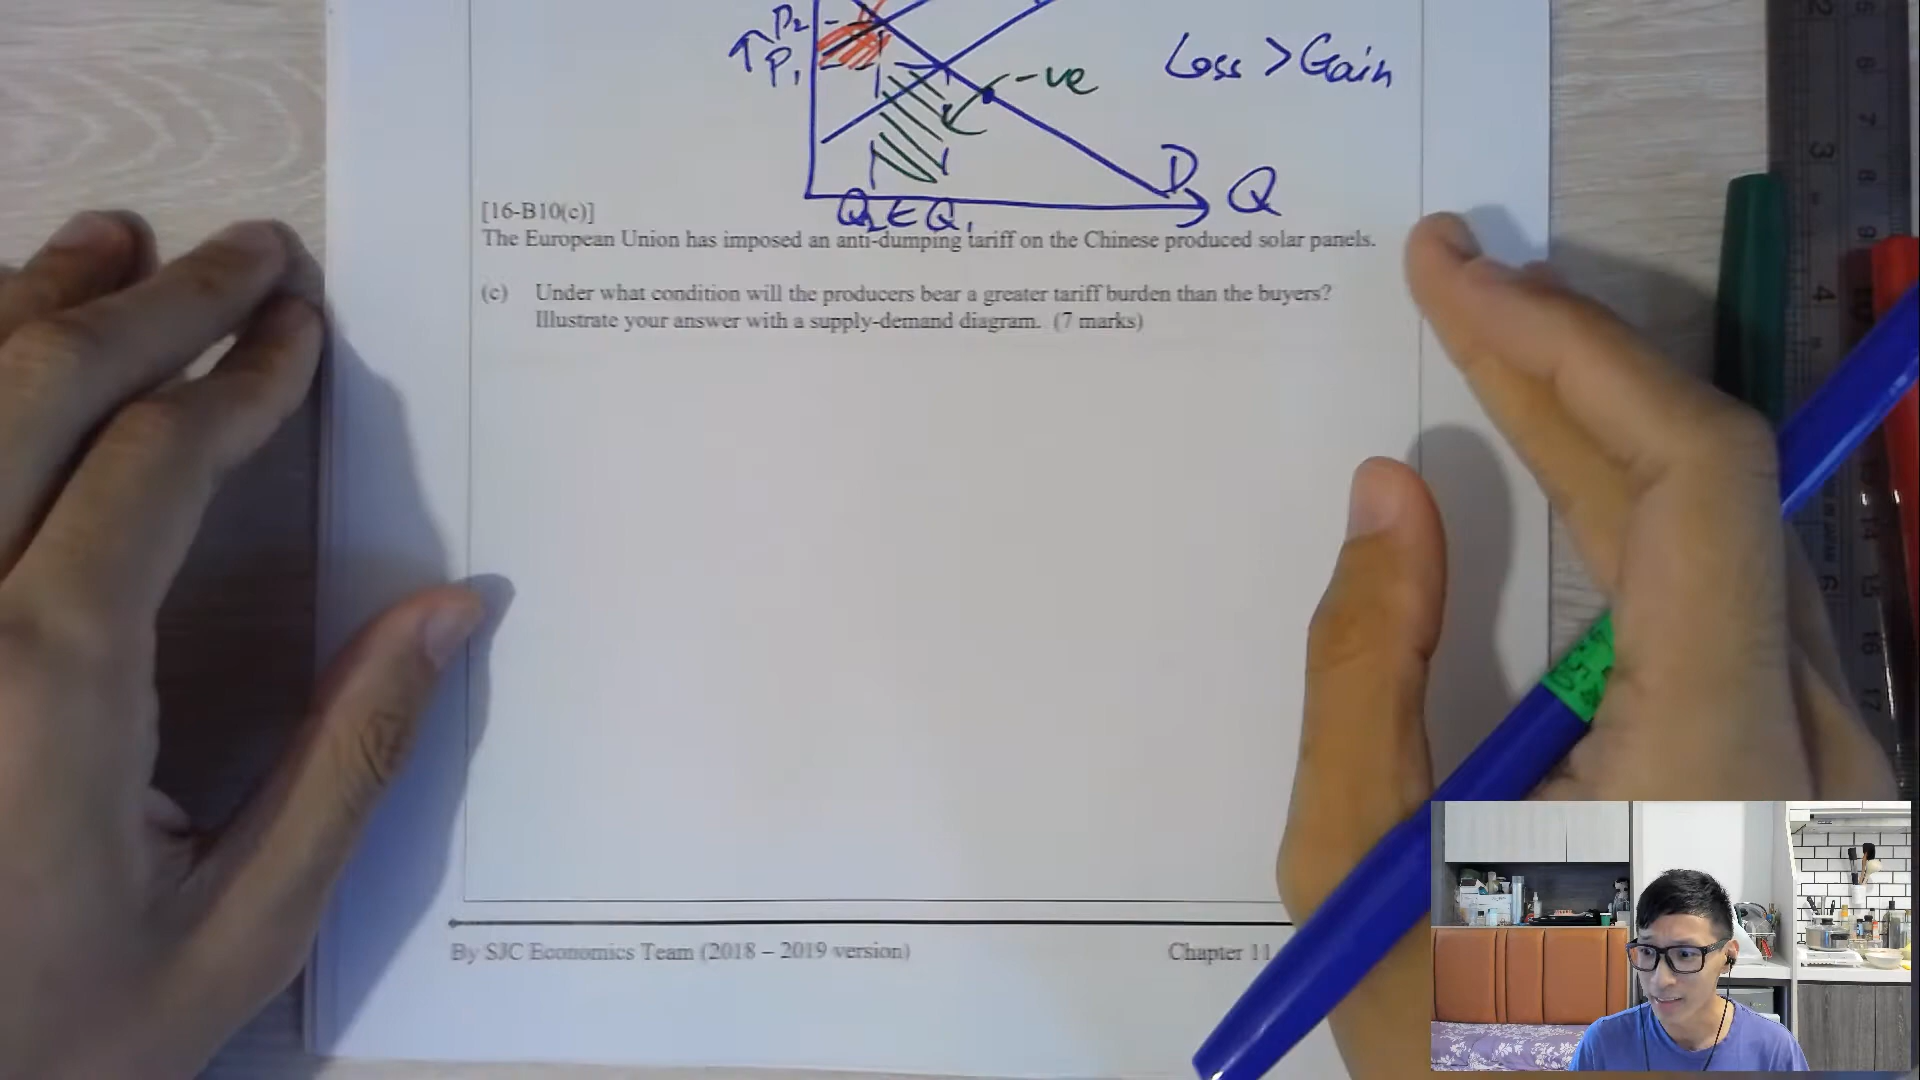 P2
↑P1
Loss > Gain
-ve
D
Q
Q2 ← Q1
[16-B10(c)]
The European Union has imposed an anti-dumping tariff on the Chinese produced solar panels.
(c) Under what condition will the producers bear a greater tariff burden than the buyers?
Illustrate your answer with a supply-demand diagram. (7 marks)
By SJC Economics Team (2018 – 2019 version)
Chapter 11